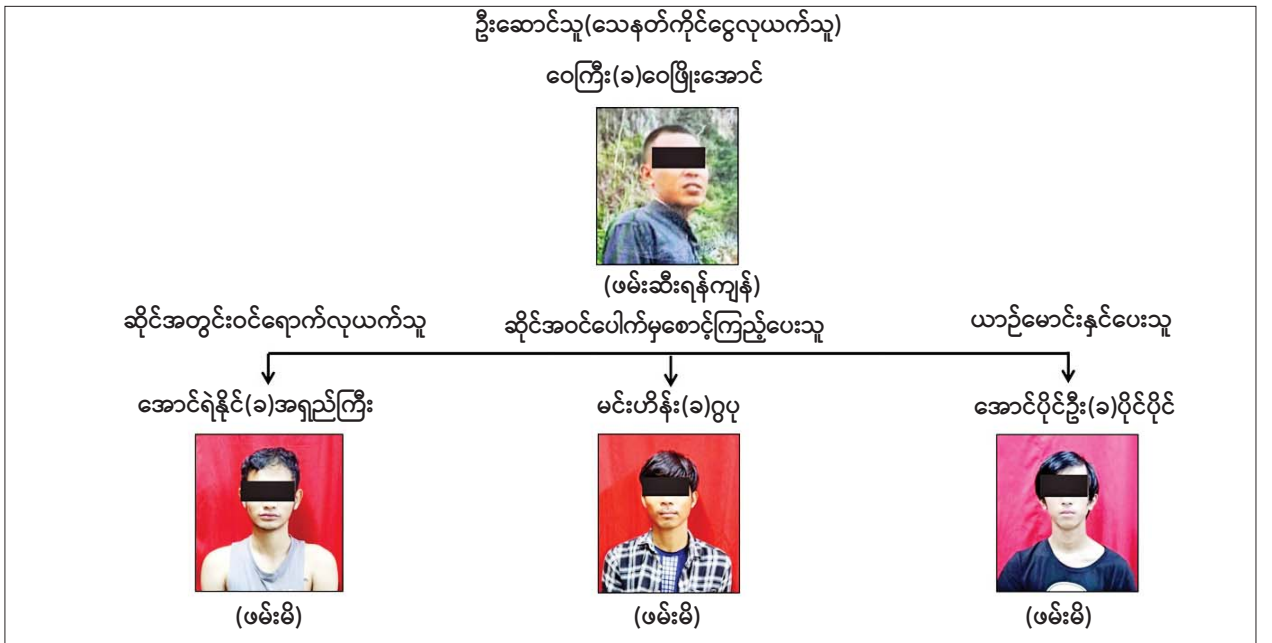 ဦးဆောင်သူ(သေနတ်ကိုင်ငွေလုယက်သူ)
ဝေကြီး(ခ)ဝေဖြိုးအောင်
(ဖမ်းဆီးရန်ကျန်)
ဆိုင်အတွင်းဝင်ရောက်လုယက်သူ
ဆိုင်အဝင်ပေါက်မှစောင့်ကြည့်ပေးသူ
ယာဉ်မောင်းနှင်ပေးသူ
အောင်ရဲနိုင်(ခ)အရှည်ကြီး
မင်းဟိန်း(ခ)ဂွပု
အောင်ပိုင်ဦး(ခ)ပိုင်ပိုင်
(ဖမ်းမိ)
(ဖမ်းမိ)
(ဖမ်းမိ)